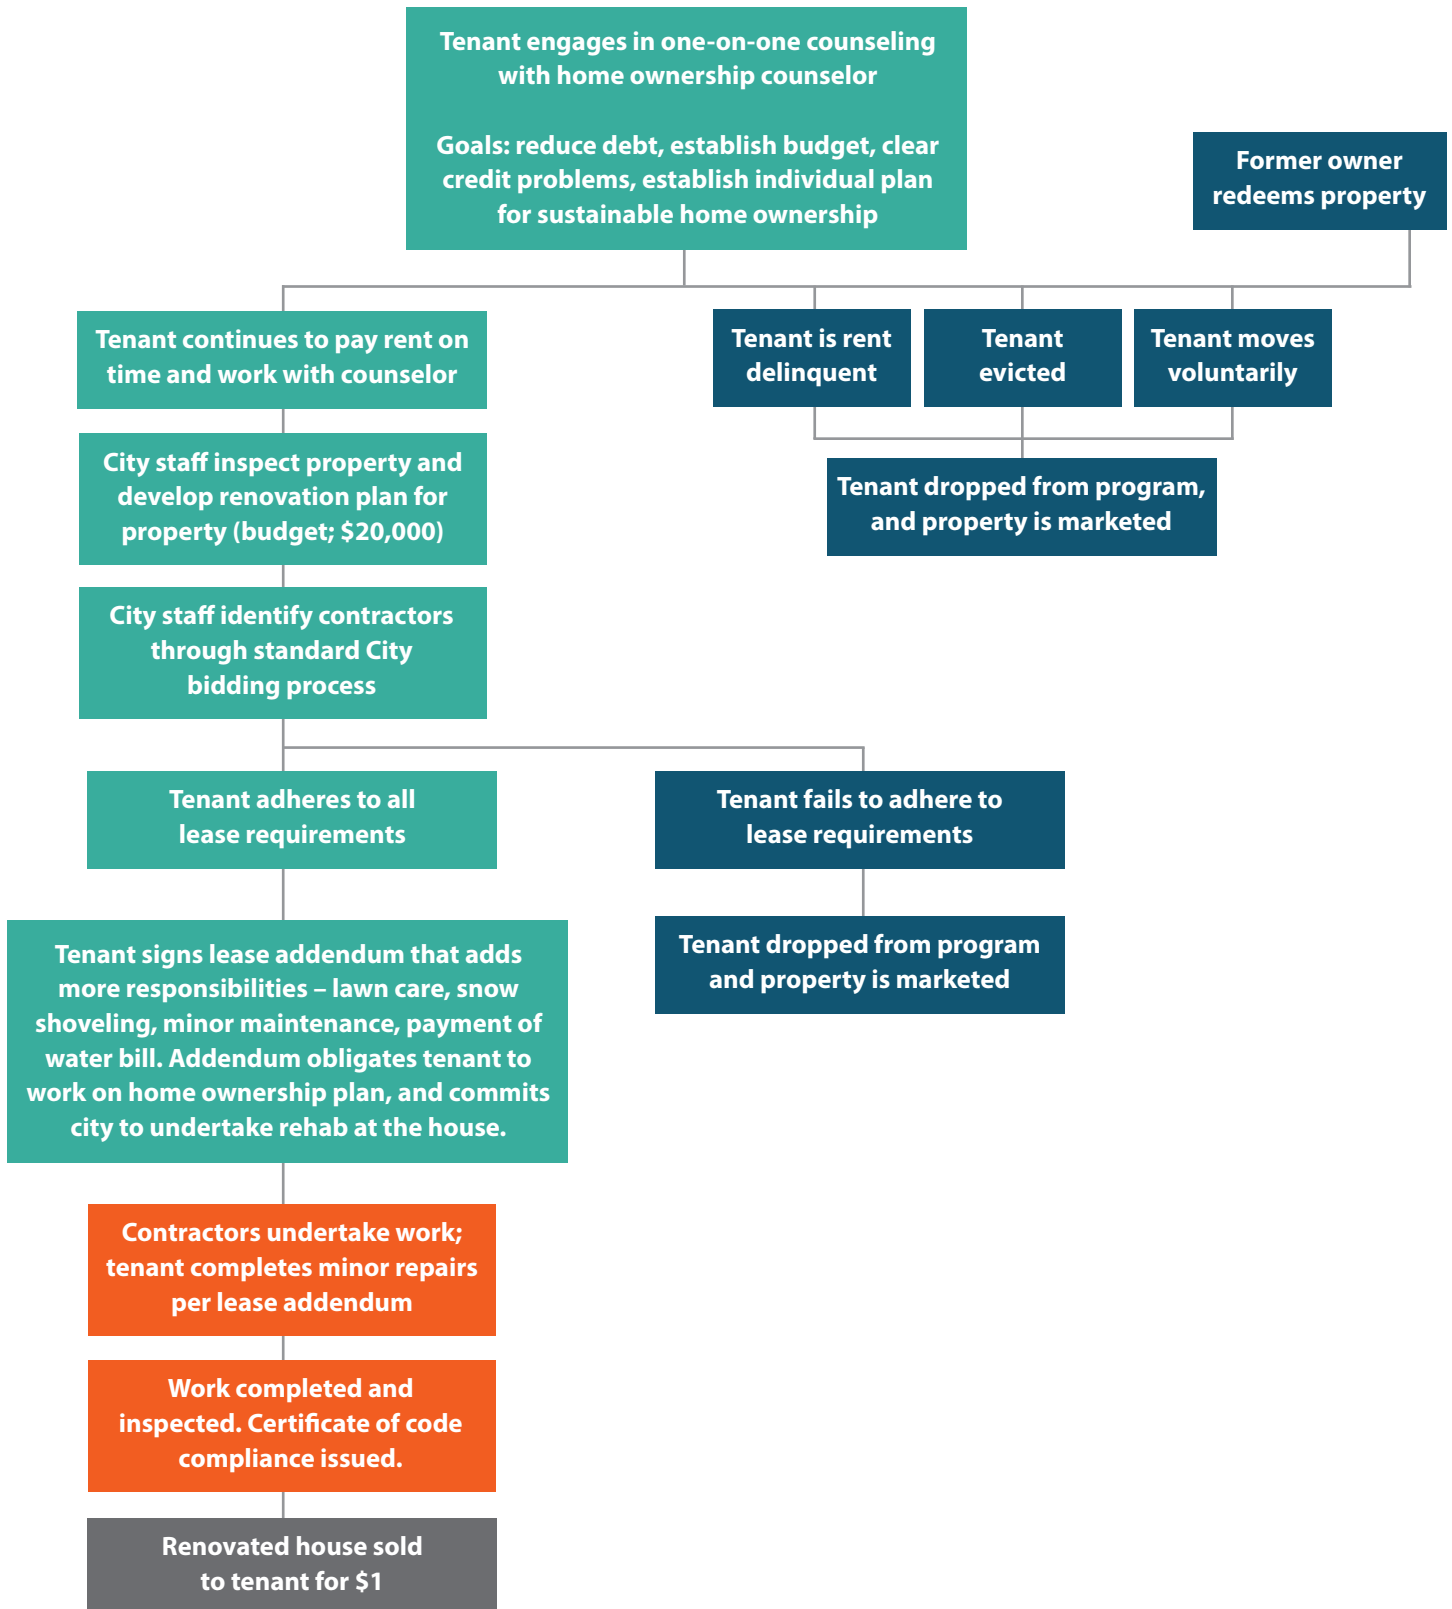 Tenant engages in one-on-one counseling
with home ownership counselor
Goals: reduce debt, establish budget, clear
credit problems, establish individual plan
for sustainable home ownership
Former owner
redeems property
Tenant continues to pay rent on
time and work with counselor
Tenant is rent
delinquent
Tenant
evicted
Tenant moves
voluntarily
Tenant dropped from program,
and property is marketed
City staff inspect property and
develop renovation plan for
property (budget; $20,000)
City staff identify contractors
through standard City
bidding process
Tenant adheres to all
lease requirements
Tenant fails to adhere to
lease requirements
Tenant dropped from program
and property is marketed
Tenant signs lease addendum that adds
more responsibilities – lawn care, snow
shoveling, minor maintenance, payment of
water bill. Addendum obligates tenant to
work on home ownership plan, and commits
city to undertake rehab at the house.
Contractors undertake work;
tenant completes minor repairs
per lease addendum
Work completed and
inspected. Certificate of code
compliance issued.
Renovated house sold
to tenant for $1